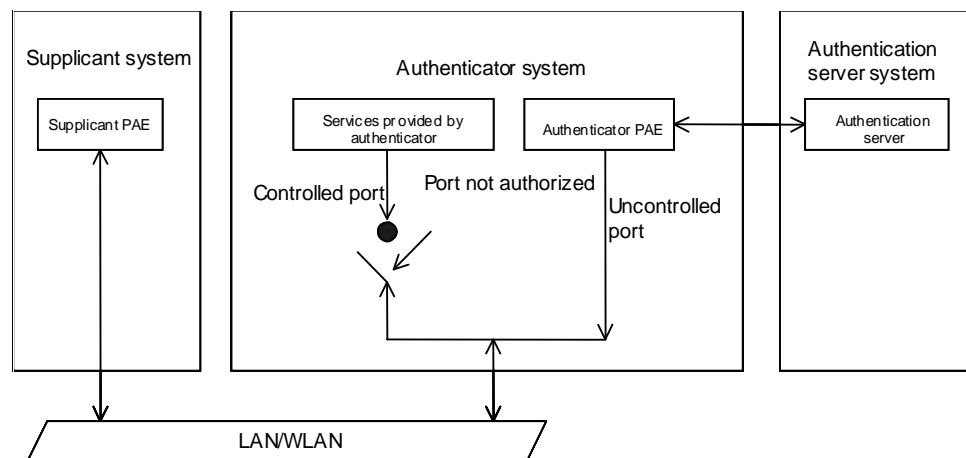 Supplicant system
Supplicant PAE
Authenticator system
Services provided by
authenticator
Authenticator PAE
Controlled port
Port not authorized
Uncontrolled
port
Authentication
server system
Authentication
server
LAN/WLAN